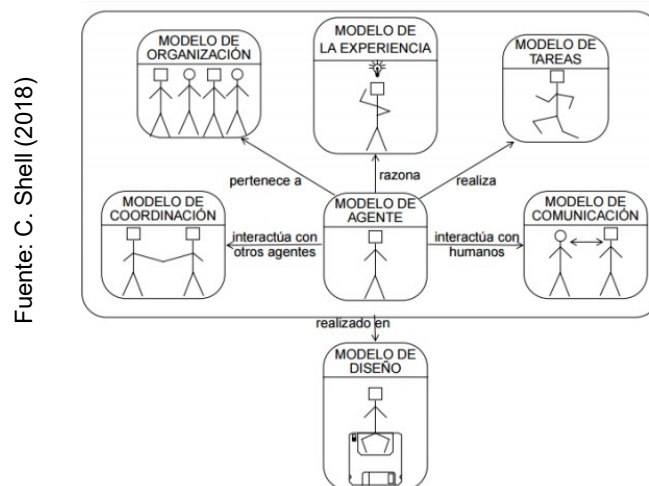 Fuente: C. Shell (2018)
MODELO DE
ORGANIZACIÓN
MODELO DE
LA EXPERIENCIA
MODELO DE
TAREAS
pertenece a
razona
realiza
MODELO DE
COORDINACIÓN
MODELO DE
AGENTE
MODELO DE
COMUNICACIÓN
interactúa con
otros agentes
interactúa con
humanos
realizado en
MODELO DE
DISEÑO